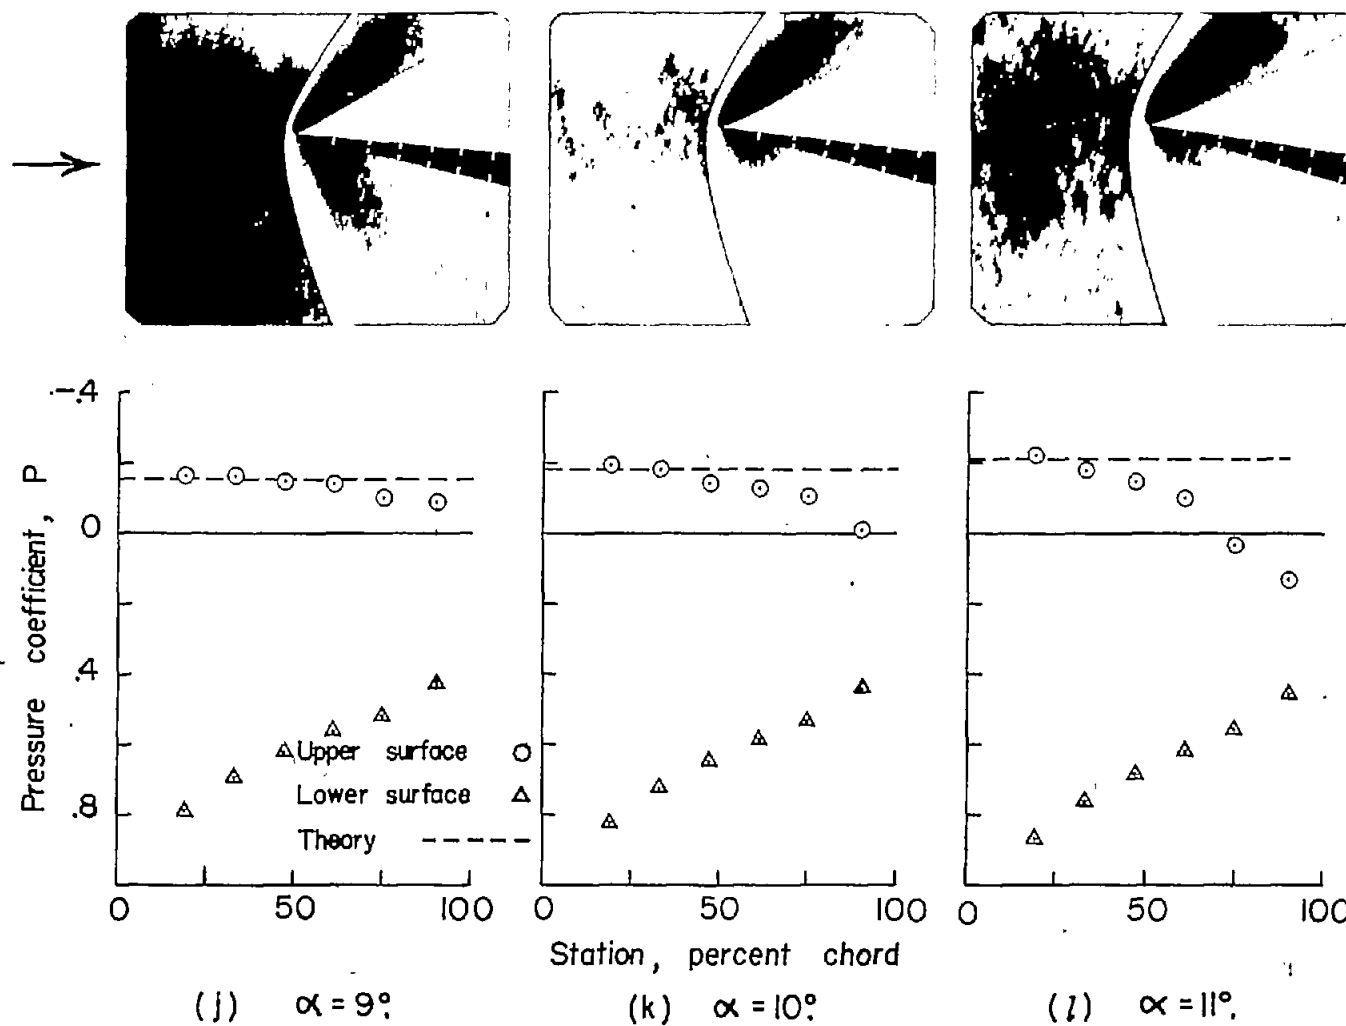 -.4
0
.4
.8
Pressure coefficient, P
Upper surface
Lower surface
Theory
0 50 100
0 50 100
0 50 100
Station, percent chord
(j) α = 9°.
(k) α = 10°.
(l) α = 11°.